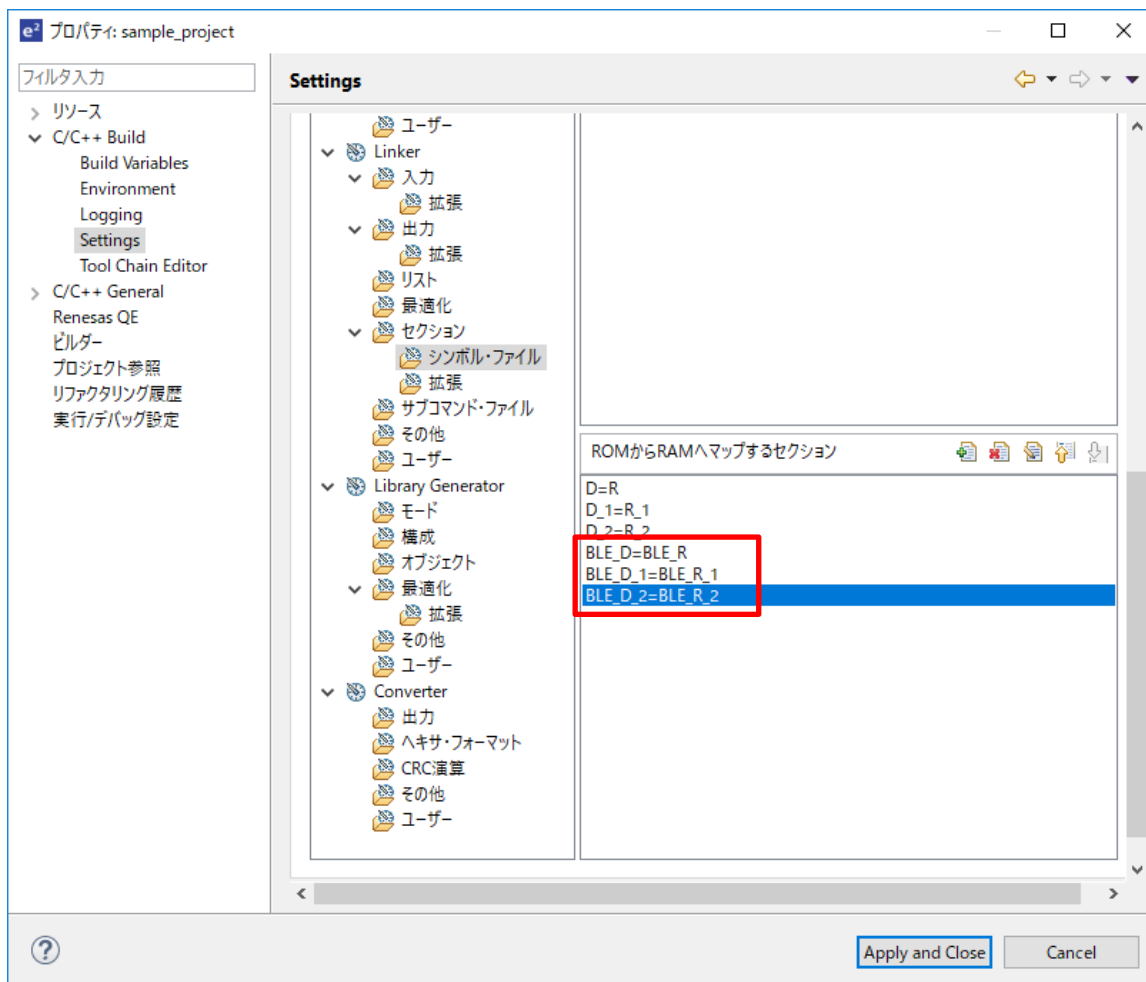 e² プロパティ: sample_project
フィルタ入力
リソース
C/C++ Build
Build Variables
Environment
Logging
Settings
Tool Chain Editor
C/C++ General
Renesas QE
ビルダー
プロジェクト参照
リファクタリング履歴
実行/デバッグ設定
Settings
ユーザー
Linker
入力
拡張
出力
拡張
リスト
最適化
セクション
シンボル・ファイル
拡張
サブコマンド・ファイル
その他
ユーザー
Library Generator
モード
構成
オブジェクト
最適化
拡張
その他
ユーザー
Converter
出力
ヘキサ・フォーマット
CRC演算
その他
ユーザー
ROMからRAMへマップするセクション
D=R
D_1=R_1
D_2=R_2
BLE_D=BLE_R
BLE_D_1=BLE_R_1
BLE_D_2=BLE_R_2
?
Apply and Close
Cancel